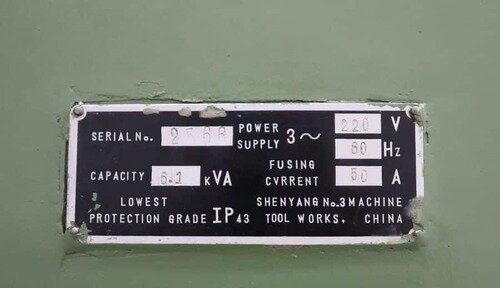 SERIAL No. POWER SUPPLY 3~ 220 V
60 Hz
CAPACITY 6.1 KVA FUSING CVRRENT 50 A
LOWEST PROTECTION GRADE IP43
SHENYANG No.3 MACHINE
TOOL WORKS, CHINA